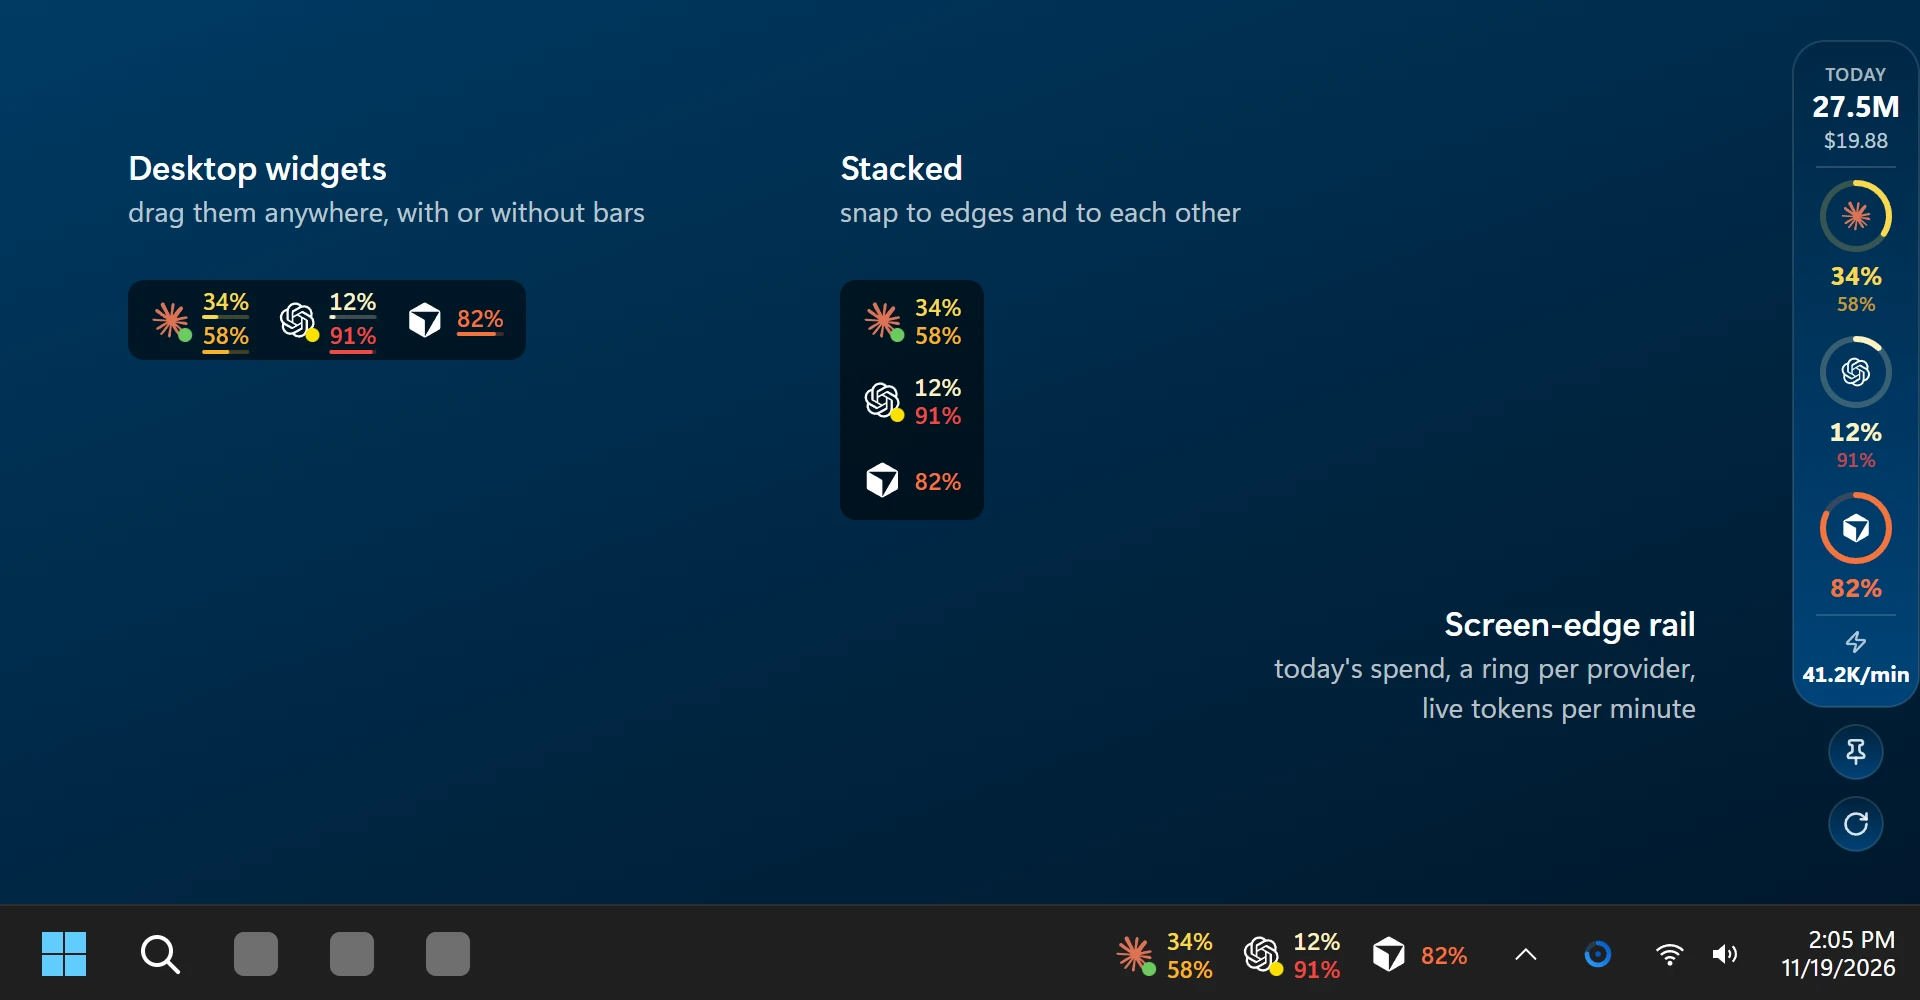 Desktop widgets
drag them anywhere, with or without bars
34%
58%
12%
91%
82%
Stacked
snap to edges and to each other
34%
58%
12%
91%
82%
Screen-edge rail
today's spend, a ring per provider,
live tokens per minute
TODAY
27.5M
$19.88
34%
58%
12%
91%
82%
41.2K/min
34%
58%
12%
91%
82%
2:05 PM
11/19/2026